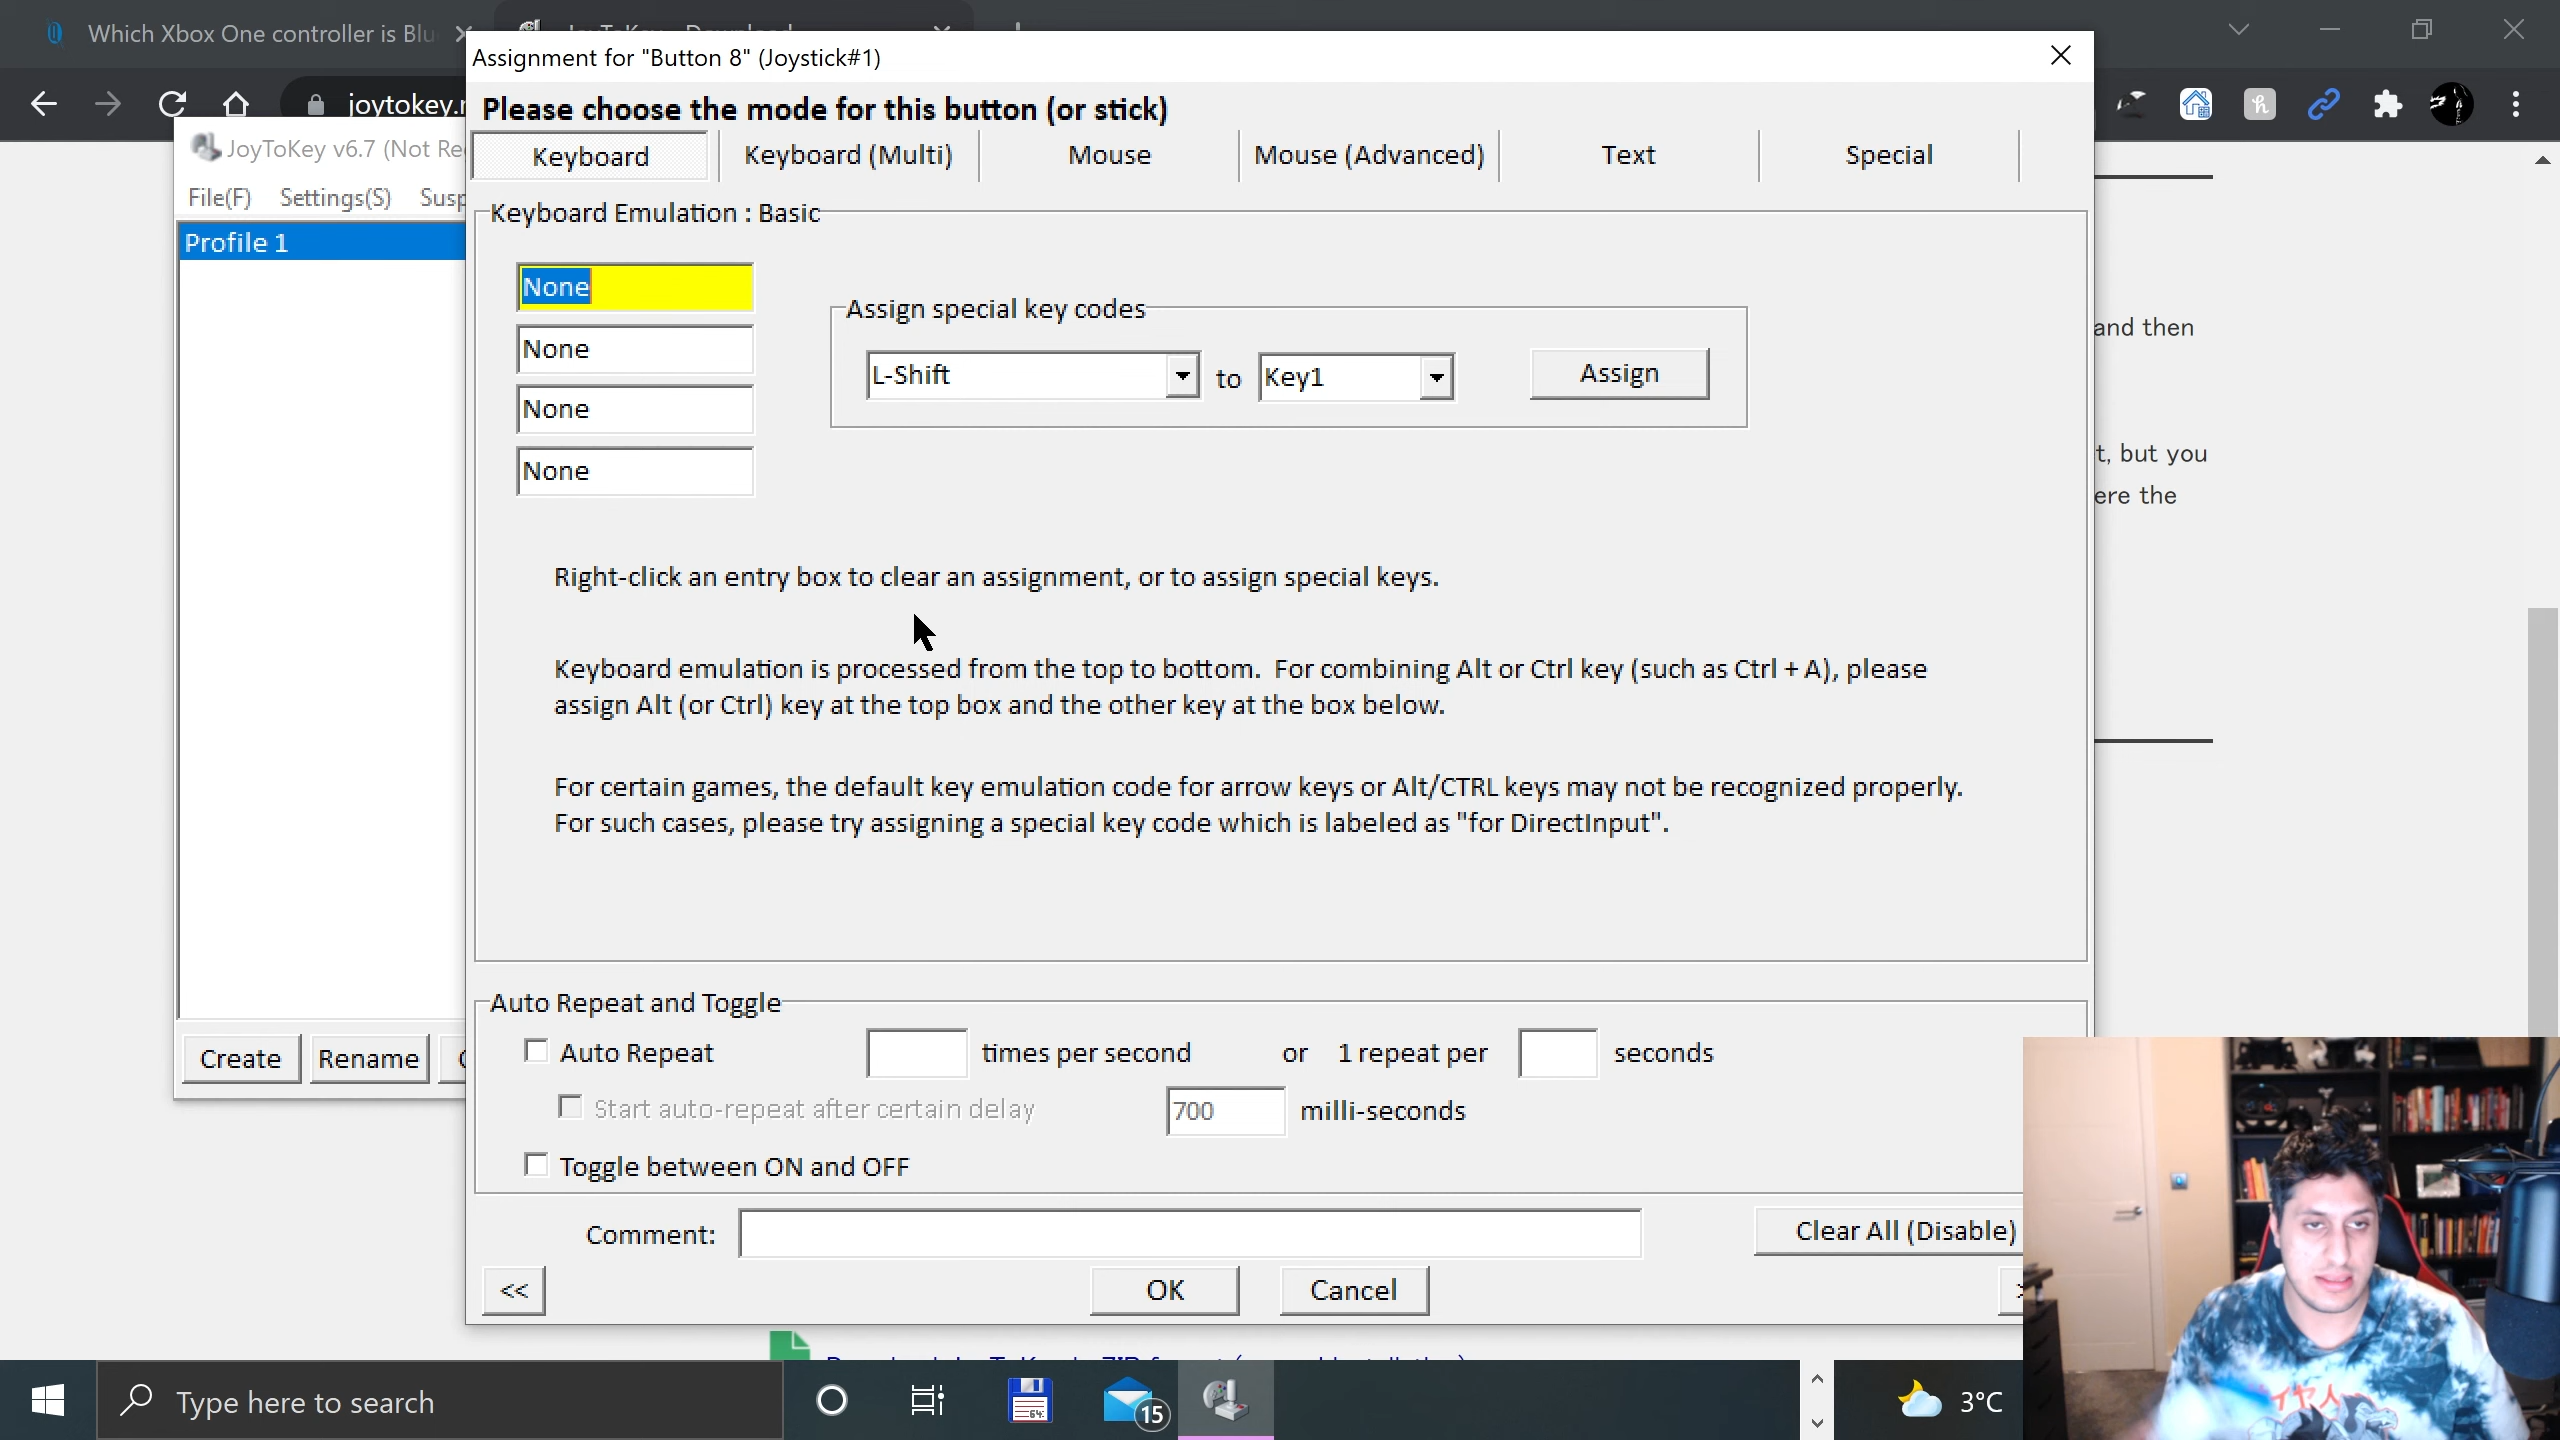 Which Xbox One controller is Blu
Assignment for "Button 8" (Joystick#1)
joytokey.r
Please choose the mode for this button (or stick)
JoyToKey v6.7 (Not Re
Keyboard
Keyboard (Multi)
Mouse
Mouse (Advanced)
Text
Special
File(F)
Settings(S)
Susp
Keyboard Emulation : Basic
Profile 1
None
None
None
None
Assign special key codes
L-Shift
to
Key1
Assign
and then
t, but you
ere the
Right-click an entry box to clear an assignment, or to assign special keys.
Keyboard emulation is processed from the top to bottom. For combining Alt or Ctrl key (such as Ctrl + A), please
assign Alt (or Ctrl) key at the top box and the other key at the box below.
For certain games, the default key emulation code for arrow keys or Alt/CTRL keys may not be recognized properly.
For such cases, please try assigning a special key code which is labeled as "for DirectInput".
Auto Repeat and Toggle
Auto Repeat
times per second
or
1 repeat per
seconds
Start auto-repeat after certain delay
700
milli-seconds
Toggle between ON and OFF
Create
Rename
Comment:
Clear All (Disable)
<<
OK
Cancel
Type here to search
64
15
3°C